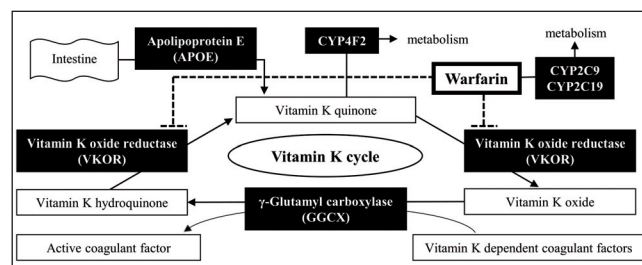 Apolipoprotein E
(APOE)
CYP4F2
metabolism
metabolism
Intestine
Warfarin
CYP2C9
CYP2C19
Vitamin K quinone
Vitamin K oxide reductase
(VKOR)
Vitamin K cycle
Vitamin K oxide reductase
(VKOR)
Vitamin K hydroquinone
γ-Glutamyl carboxylase
(GGCX)
Vitamin K oxide
Active coagulant factor
Vitamin K dependent coagulant factors